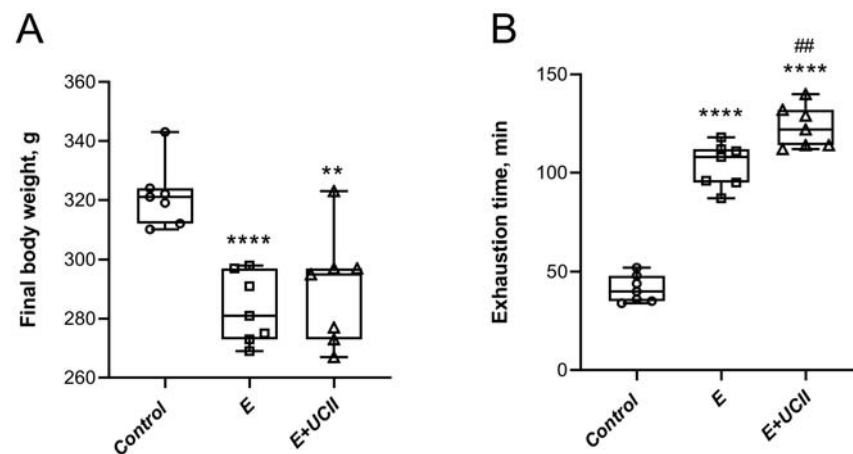 A
Final body weight, g
360
340
320
300
280
260
**
****
Control
E
E+UCII
B
Exhaustion time, min
150
100
50
0
##
****
****
Control
E
E+UCII